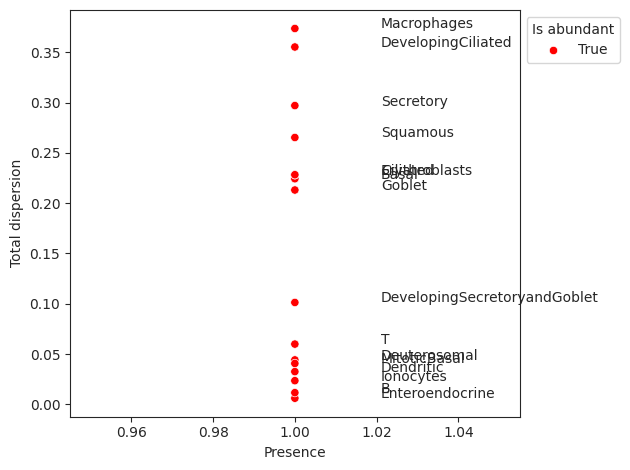 Macrophages
DevelopingCiliated
Secretory
Squamous
Basal
Goblet
DevelopingSecretoryandGoblet
T
Deuterosomal
MitoticBasal
Dendritic
Ionocytes
B
Enteroendocrine
Is abundant
True
Total dispersion
0.35
0.30
0.25
0.20
0.15
0.10
0.05
0.00
0.96
0.98
1.00
1.02
1.04
Presence